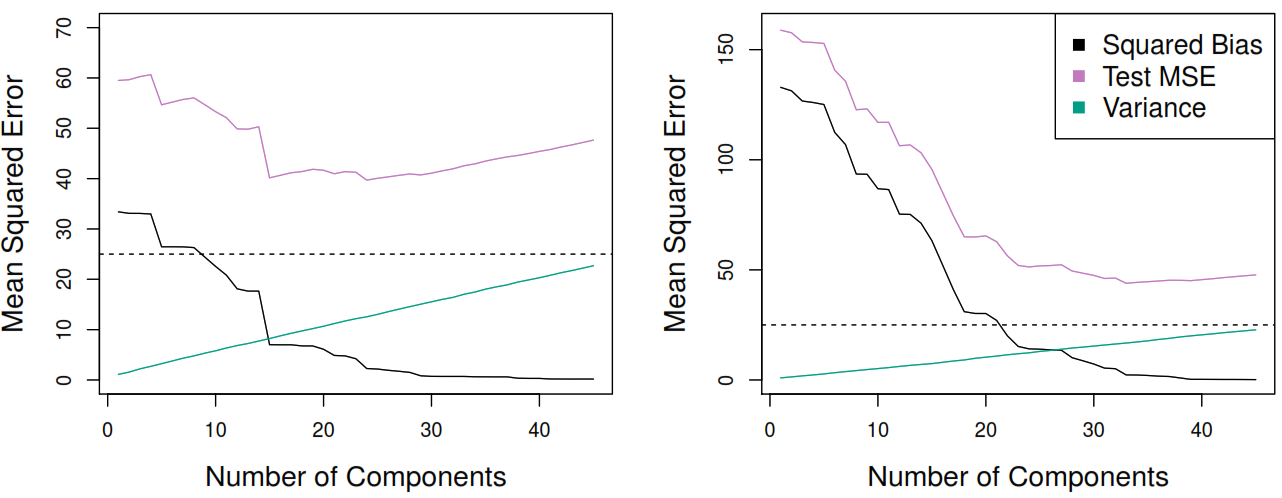 Mean Squared Error
70
60
50
40
30
20
10
0
0 10 20 30 40
Number of Components
Mean Squared Error
150
100
50
0
0 10 20 30 40
Number of Components
Squared Bias
Test MSE
Variance